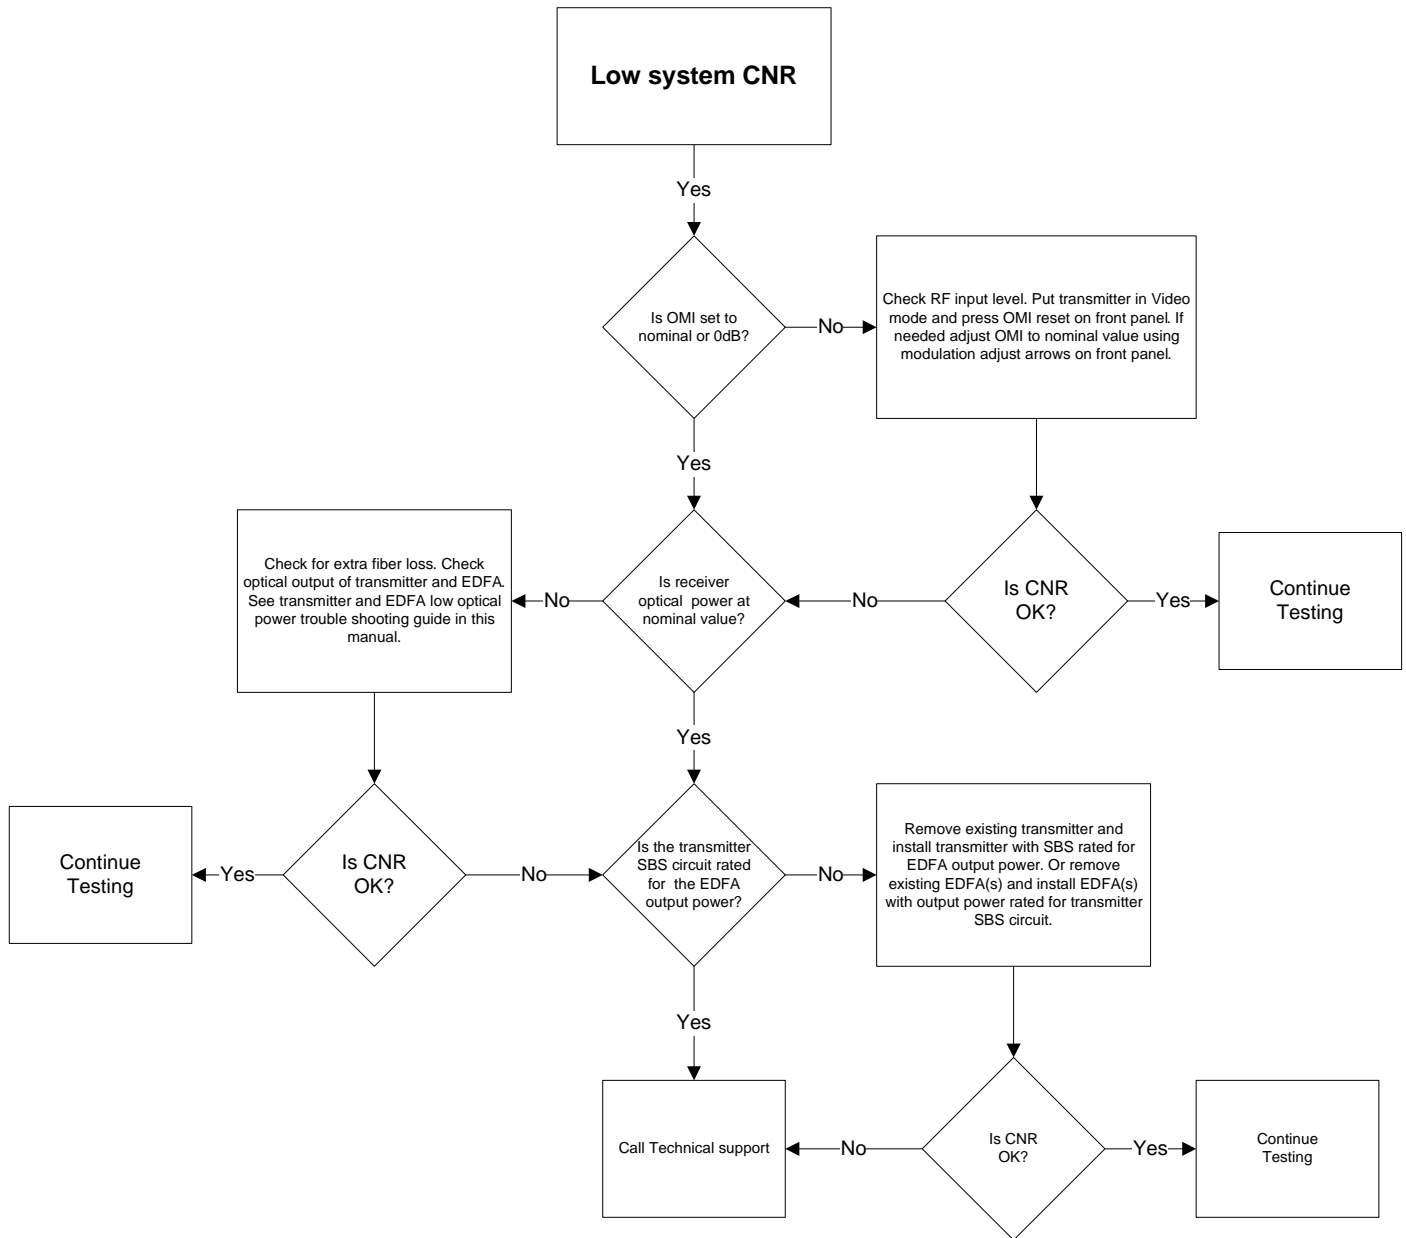 Low system CNR
Yes
Is OMI set to
nominal or 0dB?
No
Check RF input level. Put transmitter in Video
mode and press OMI reset on front panel. If
needed adjust OMI to nominal value using
modulation adjust arrows on front panel.
Yes
Check for extra fiber loss. Check
optical output of transmitter and EDFA.
See transmitter and EDFA low optical
power trouble shooting guide in this
manual.
No
Is receiver
optical power at
nominal value?
No
Is CNR
OK?
Yes
Continue
Testing
Yes
Continue
Testing
Yes
Is CNR
OK?
No
Is the transmitter
SBS circuit rated
for the EDFA
output power?
No
Remove existing transmitter and
install transmitter with SBS rated for
EDFA output power. Or remove
existing EDFA(s) and install EDFA(s)
with output power rated for transmitter
SBS circuit.
Yes
Call Technical support
No
Is CNR
OK?
Yes
Continue
Testing